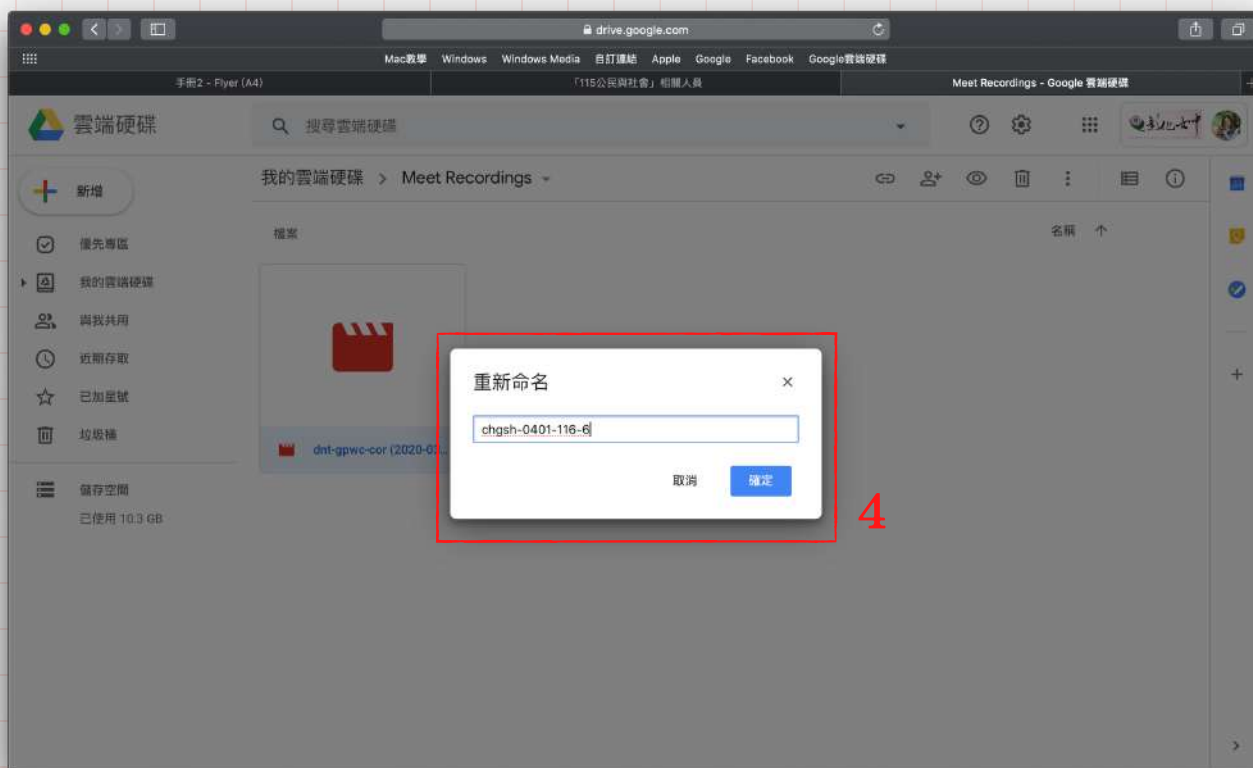 drive.google.com
Mac教學 Windows Windows Media 自訂連結 Apple Google Facebook Google雲端硬碟
手冊2 - Flyer (A4) 「115公民與社會」相關人員 Meet Recordings - Google 雲端硬碟
雲端硬碟 搜尋雲端硬碟
新增 我的雲端硬碟 > Meet Recordings
檔案 名稱
優先專區
我的雲端硬碟
與我共用
近期存取
已加星號
垃圾桶
儲存空間
已使用 10.3 GB
dnt-gpwc-cor (2020-03...
重新命名
chgsh-0401-116-6
取消 確定
4